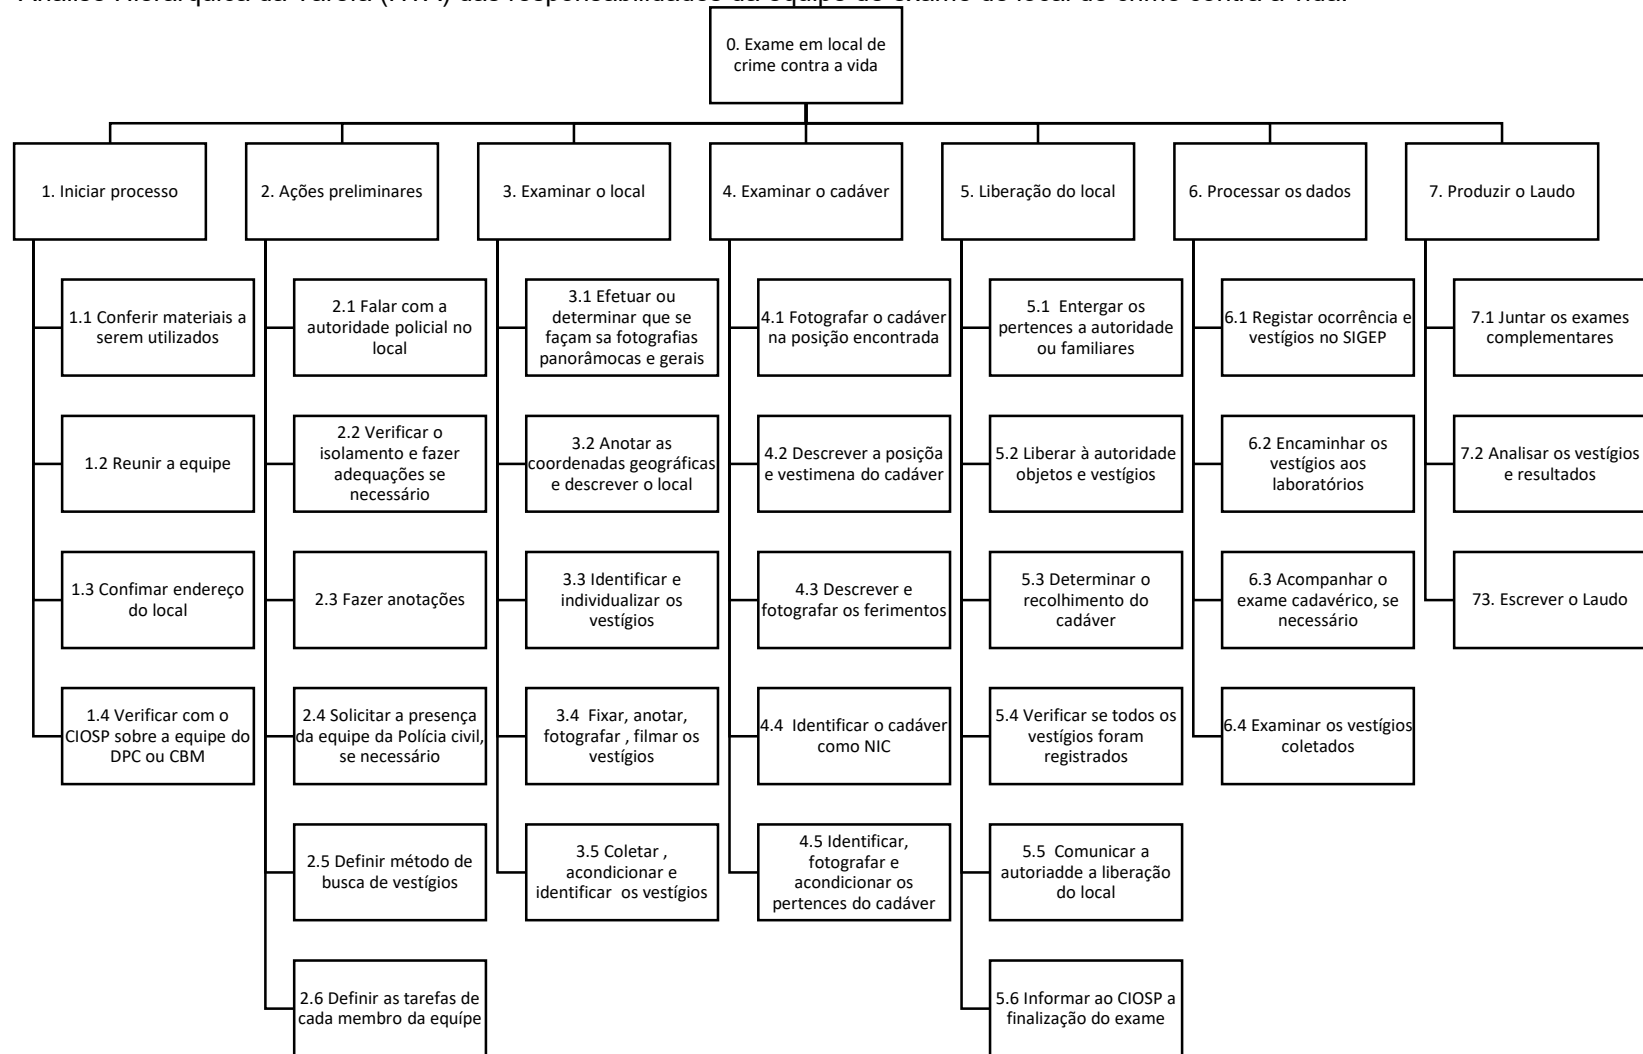 Análise Hierárquica da Tarefa (HTA) das responsabilidades da equipe do exame de local de crime contra a vida.
0. Exame em local de
crime contra a vida
1. Iniciar processo
1.1 Conferir materiais a
serem utilizados
1.2 Reunir a equipe
1.3 Confimar endereço
do local
1.4 Verificar com o
CIOSP sobre a equipe do
DPC ou CBM
2. Ações preliminares
2.1 Falar com a
autoridade policial no
local
2.2 Verificar o
isolamento e fazer
adequações se
necessário
2.3 Fazer anotações
2.4 Solicitar a presença
da equipe da Polícia civil,
se necessário
2.5 Definir método de
busca de vestígios
2.6 Definir as tarefas de
cada membro da equípe
3. Examinar o local
3.1 Efetuar ou
determinar que se
façam sa fotografias
panorâmocas e gerais
3.2 Anotar as
coordenadas geográficas
e descrever o local
3.3 Identificar e
individualizar os
vestígios
3.4 Fixar, anotar,
fotografar , filmar os
vestígios
3.5 Coletar ,
acondicionar e
identificar os vestígios
4. Examinar o cadáver
4.1 Fotografar o cadáver
na posição encontrada
4.2 Descrever a posiçõa
e vestimena do cadáver
4.3 Descrever e
fotografar os ferimentos
4.4 Identificar o cadáver
como NIC
4.5 Identificar,
fotografar e
acondicionar os
pertences do cadáver
5. Liberação do local
5.1 Entergar os
pertences a autoridade
ou familiares
5.2 Liberar à autoridade
objetos e vestígios
5.3 Determinar o
recolhimento do
cadáver
5.4 Verificar se todos os
vestígios foram
registrados
5.5 Comunicar a
autoriadde a liberação
do local
5.6 Informar ao CIOSP a
finalização do exame
6. Processar os dados
6.1 Registar ocorrência e
vestígios no SIGEP
6.2 Encaminhar os
vestígios aos
laboratórios
6.3 Acompanhar o
exame cadavérico, se
necessário
6.4 Examinar os vestígios
coletados
7. Produzir o Laudo
7.1 Juntar os exames
complementares
7.2 Analisar os vestígios
e resultados
73. Escrever o Laudo